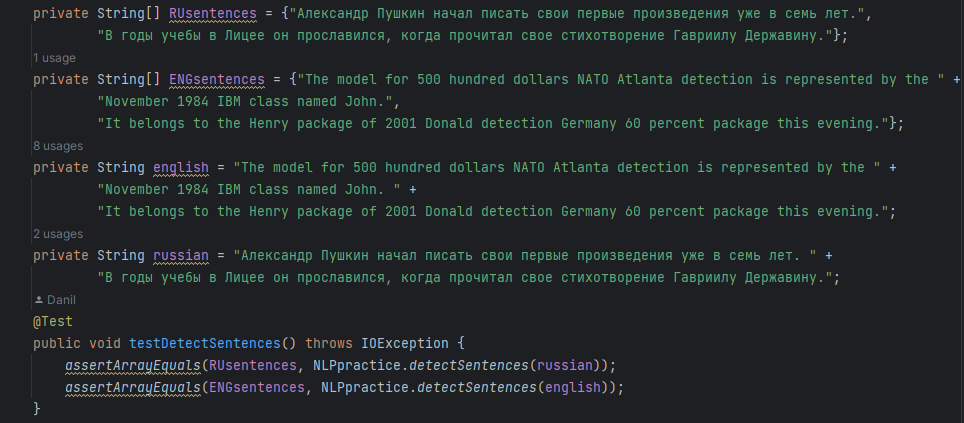 private String[] RUsentences = {"Александр Пушкин начал писать свои первые произведения уже в семь лет.",
"В годы учебы в Лицее он прославился, когда прочитал свое стихотворение Гавриилу Державину."};
1 usage
private String[] ENGsentences = {"The model for 500 hundred dollars NATO Atlanta detection is represented by the " +
"November 1984 IBM class named John.",
"It belongs to the Henry package of 2001 Donald detection Germany 60 percent package this evening."};
8 usages
private String english = "The model for 500 hundred dollars NATO Atlanta detection is represented by the " +
"November 1984 IBM class named John. " +
"It belongs to the Henry package of 2001 Donald detection Germany 60 percent package this evening.";
2 usages
private String russian = "Александр Пушкин начал писать свои первые произведения уже в семь лет. " +
"В годы учебы в Лицее он прославился, когда прочитал свое стихотворение Гавриилу Державину.";
Danil
@Test
public void testDetectSentences() throws IOException {
assertArrayEquals(RUsentences, NLPpractice.detectSentences(russian));
assertArrayEquals(ENGsentences, NLPpractice.detectSentences(english));
}